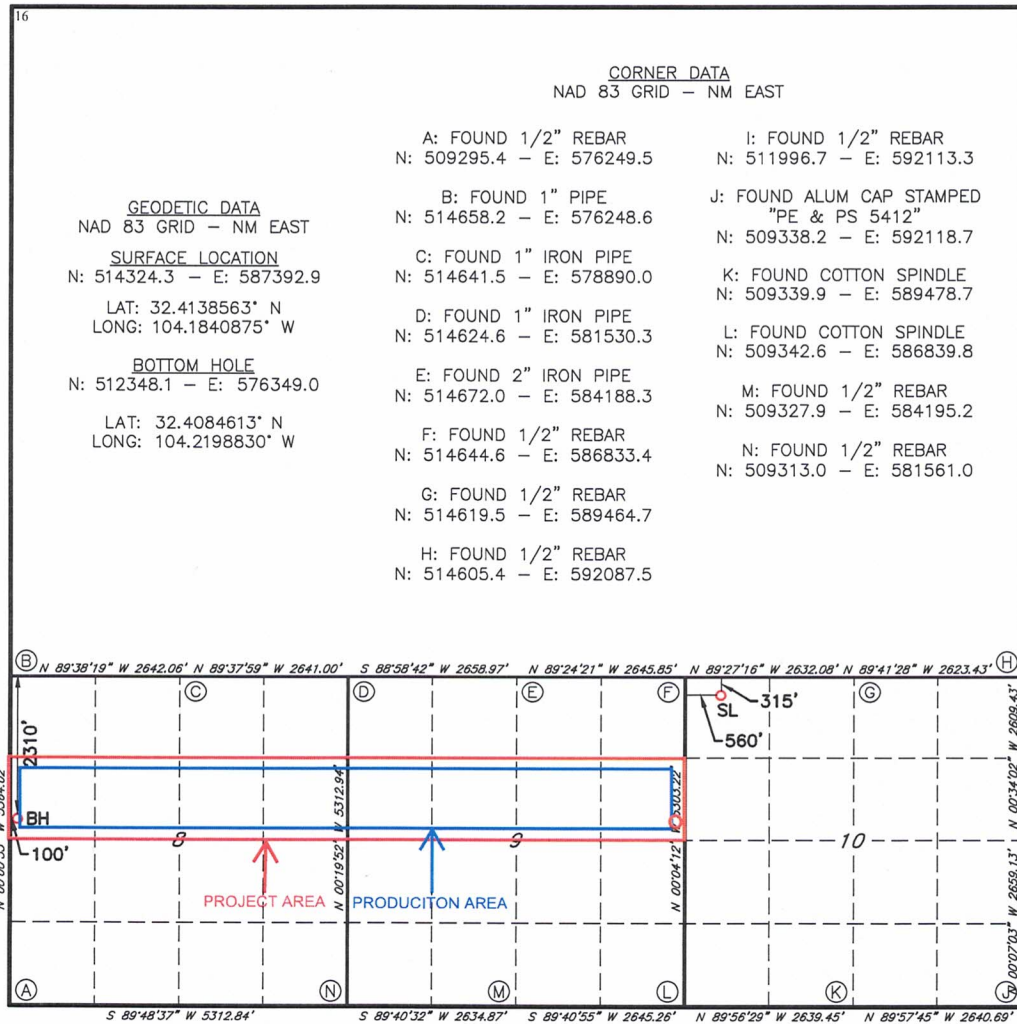 16
CORNER DATA
NAD 83 GRID – NM EAST
A: FOUND 1/2" REBAR
N: 509295.4 – E: 576249.5
B: FOUND 1" PIPE
N: 514658.2 – E: 576248.6
C: FOUND 1" IRON PIPE
N: 514641.5 – E: 578890.0
D: FOUND 1" IRON PIPE
N: 514624.6 – E: 581530.3
E: FOUND 2" IRON PIPE
N: 514672.0 – E: 584188.3
F: FOUND 1/2" REBAR
N: 514644.6 – E: 586833.4
G: FOUND 1/2" REBAR
N: 514619.5 – E: 589464.7
H: FOUND 1/2" REBAR
N: 514605.4 – E: 592087.5
I: FOUND 1/2" REBAR
N: 511996.7 – E: 592113.3
J: FOUND ALUM CAP STAMPED
"PE & PS 5412"
N: 509338.2 – E: 592118.7
K: FOUND COTTON SPINDLE
N: 509339.9 – E: 589478.7
L: FOUND COTTON SPINDLE
N: 509342.6 – E: 586839.8
M: FOUND 1/2" REBAR
N: 509327.9 – E: 584195.2
N: FOUND 1/2" REBAR
N: 509313.0 – E: 581561.0
GEODETIC DATA
NAD 83 GRID – NM EAST
SURFACE LOCATION
N: 514324.3 – E: 587392.9
LAT: 32.4138563° N
LONG: 104.1840875° W
BOTTOM HOLE
N: 512348.1 – E: 576349.0
LAT: 32.4084613° N
LONG: 104.2198830° W
B N 89°38'19" W 2642.06' N 89°37'59" W 2641.00' S 88°58'42" W 2658.97' N 89°24'21" W 2645.85' N 89°27'16" W 2632.08' N 89°41'28" W 2623.43' H
C D E F G
SL 315'
560'
2310'
N 00°34'02" W 2609.43'
BH
100'
8 9 10
N 00°19'52" W 5312.94'
N 00°04'12" W 5303.22'
PROJECT AREA PRODUCITON AREA
N 00°07'03" W 2659.13'
A N M L K J
S 89°48'37" W 5312.84' S 89°40'32" W 2634.87' S 89°40'55" W 2645.26' N 89°56'29" W 2639.45' N 89°57'45" W 2640.69'